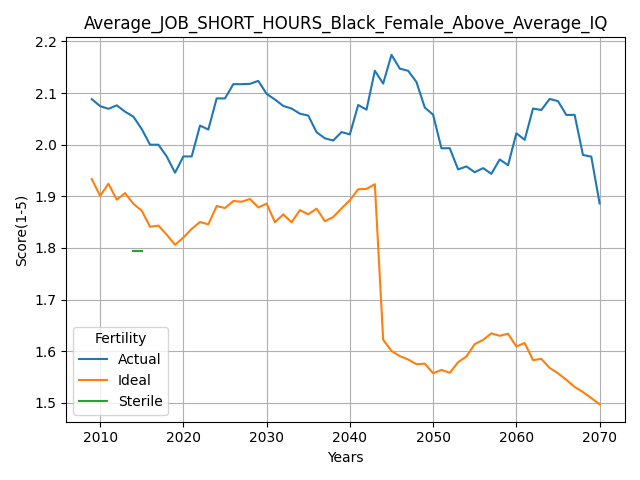 Average_JOB_SHORT_HOURS_Black_Female_Above_Average_IQ
Score(1-5)
2.2
2.1
2.0
1.9
1.8
1.7
1.6
1.5
Fertility
Actual
Ideal
Sterile
2010 2020 2030 2040 2050 2060 2070
Years